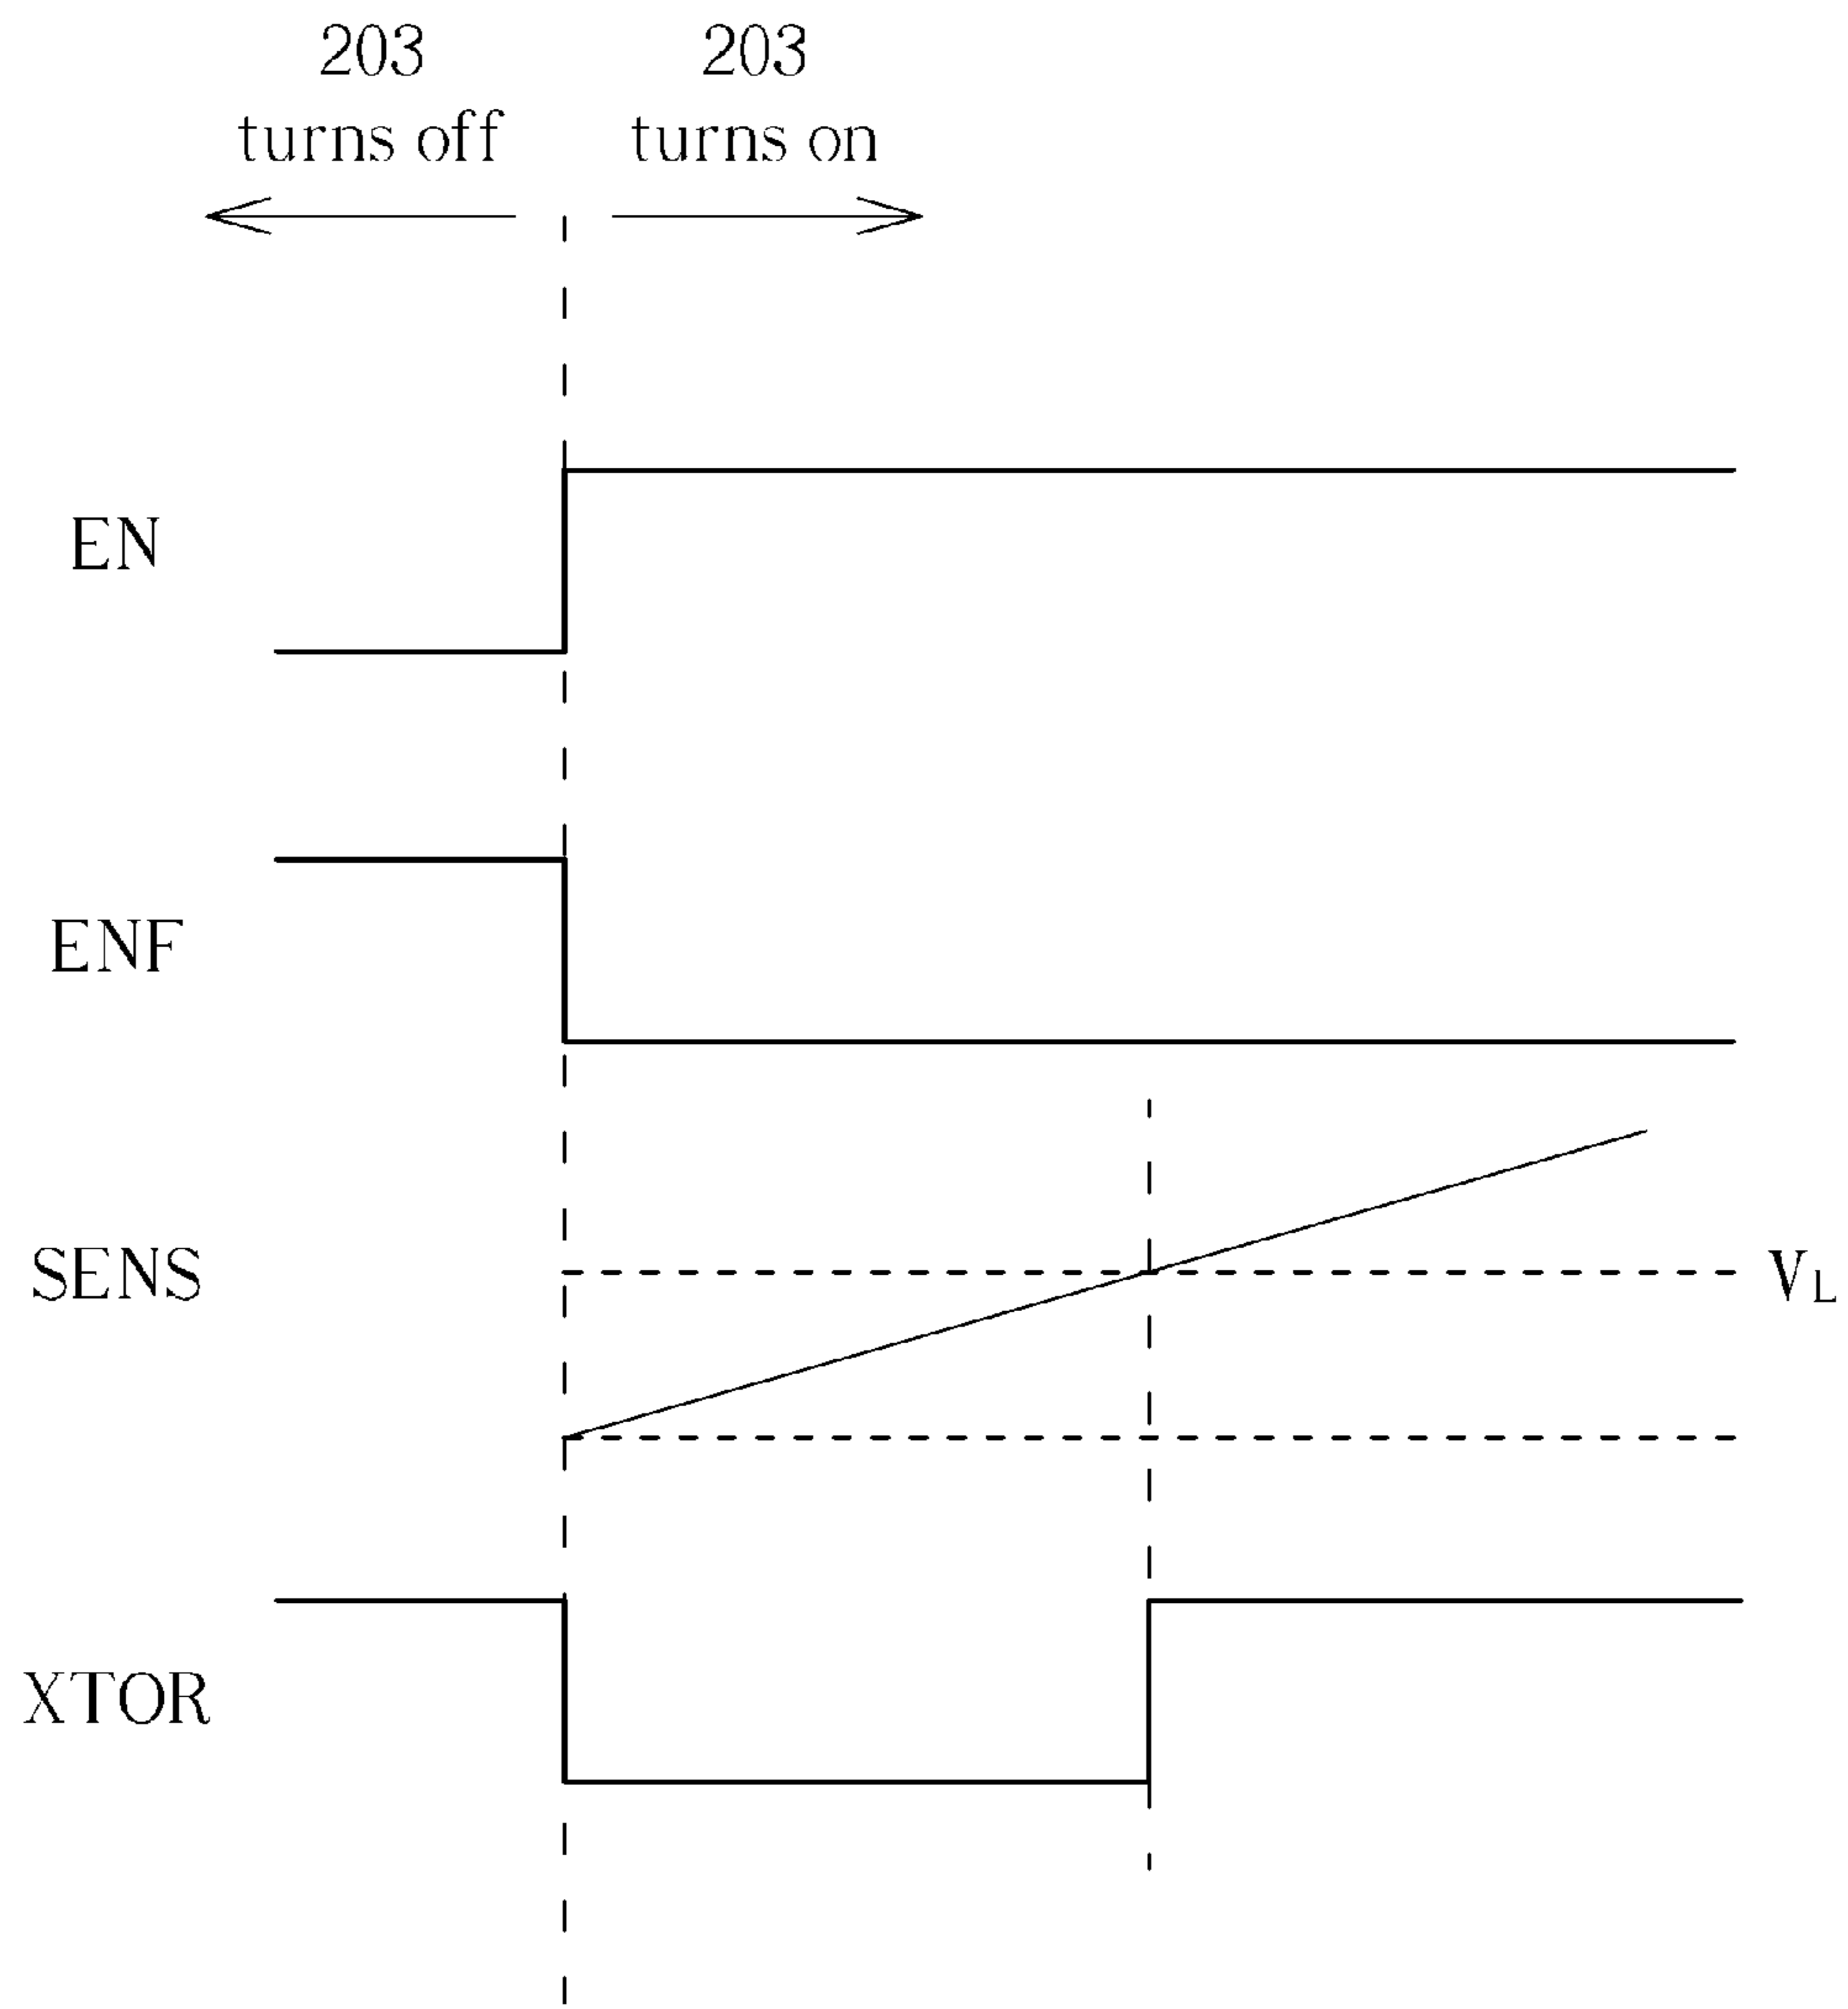 203
turns off
203
turns on
EN
ENF
SENS
VL
XTOR